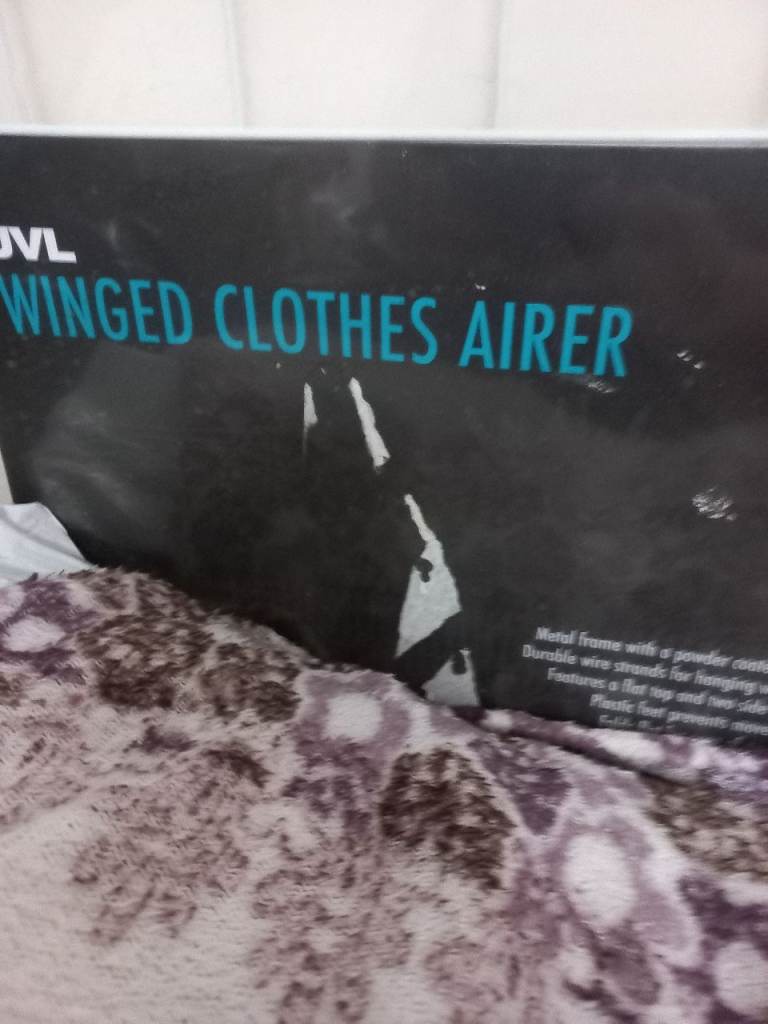 JVL
WINGED CLOTHES AIRER
Metal frame with a powder
Durable wire strands for hanging
Features a flat top and two
Plastic feet prevents